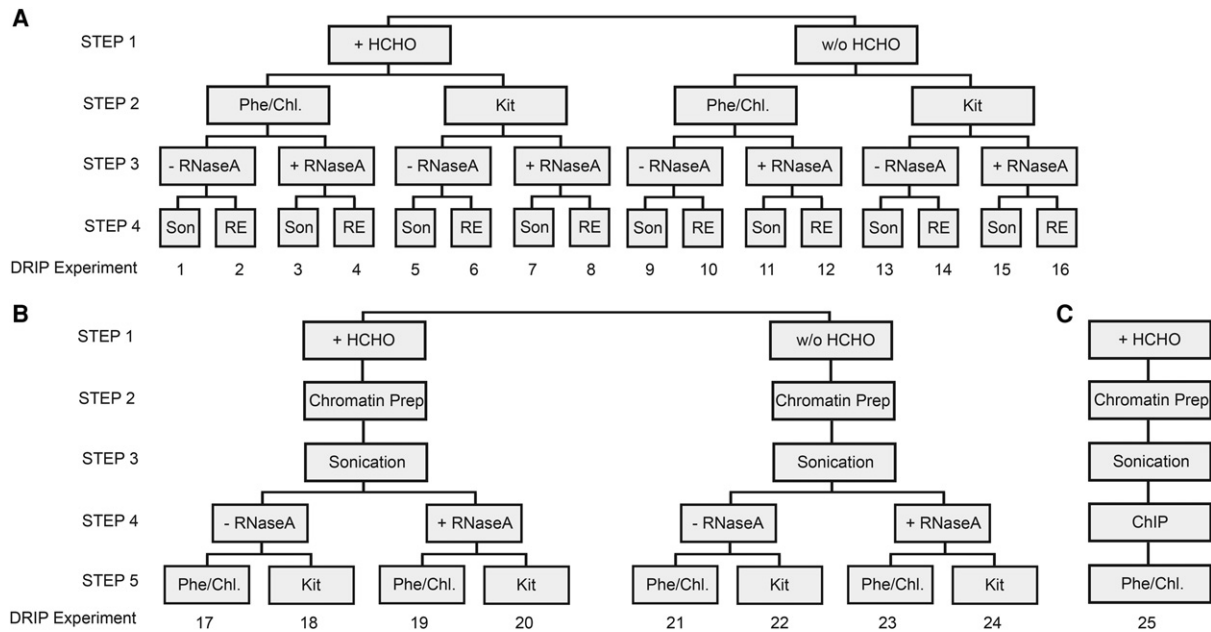 A
STEP 1 + HCHO w/o HCHO
STEP 2 Phe/Chl. Kit Phe/Chl. Kit
STEP 3 - RNaseA + RNaseA - RNaseA + RNaseA - RNaseA + RNaseA - RNaseA + RNaseA
STEP 4 Son RE Son RE Son RE Son RE Son RE Son RE Son RE Son RE
DRIP Experiment 1 2 3 4 5 6 7 8 9 10 11 12 13 14 15 16
B
STEP 1 + HCHO w/o HCHO
STEP 2 Chromatin Prep Chromatin Prep
STEP 3 Sonication Sonication
STEP 4 - RNaseA + RNaseA - RNaseA + RNaseA
STEP 5 Phe/Chl. Kit Phe/Chl. Kit Phe/Chl. Kit Phe/Chl. Kit
DRIP Experiment 17 18 19 20 21 22 23 24
C
+ HCHO
Chromatin Prep
Sonication
ChIP
Phe/Chl.
25